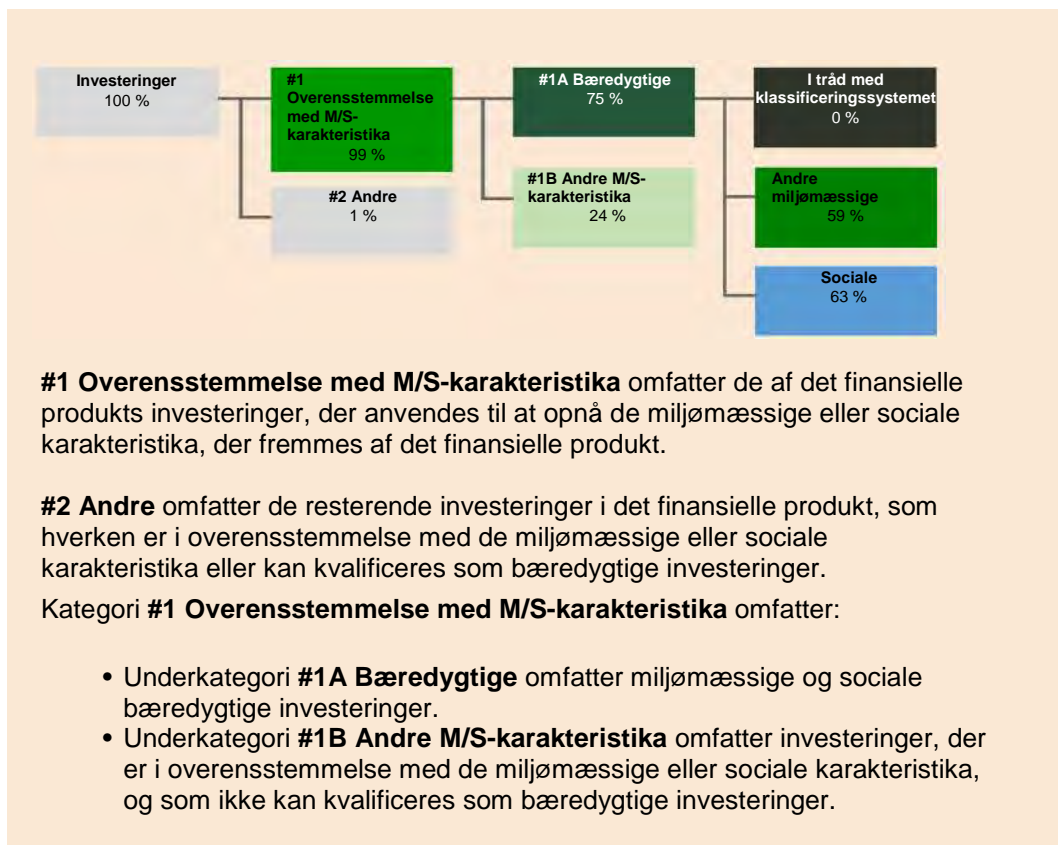 Investeringer
100 %
#1
Overensstemmelse
med M/S-
karakteristika
99 %
#2 Andre
1 %
#1A Bæredygtige
75 %
#1B Andre M/S-
karakteristika
24 %
I tråd med
klassificeringssystemet
0 %
Andre
miljømæssige
59 %
Sociale
63 %
#1 Overensstemmelse med M/S-karakteristika omfatter de af det finansielle
produkts investeringer, der anvendes til at opnå de miljømæssige eller sociale
karakteristika, der fremmes af det finansielle produkt.
#2 Andre omfatter de resterende investeringer i det finansielle produkt, som
hverken er i overensstemmelse med de miljømæssige eller sociale
karakteristika eller kan kvalificeres som bæredygtige investeringer.
Kategori #1 Overensstemmelse med M/S-karakteristika omfatter:
• Underkategori #1A Bæredygtige omfatter miljømæssige og sociale
bæredygtige investeringer.
• Underkategori #1B Andre M/S-karakteristika omfatter investeringer, der
er i overensstemmelse med de miljømæssige eller sociale karakteristika,
og som ikke kan kvalificeres som bæredygtige investeringer.